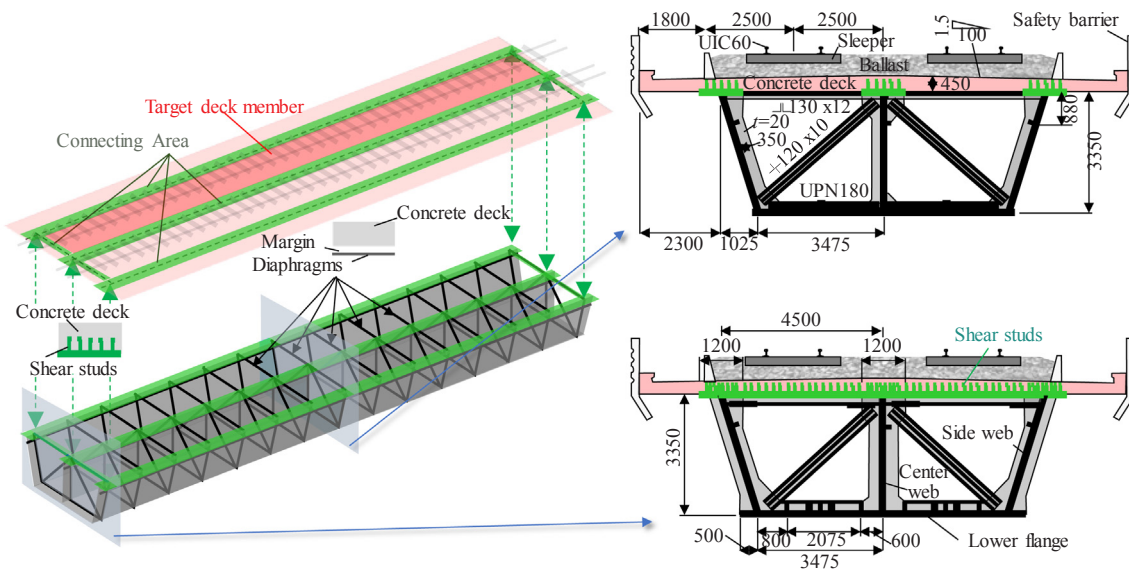 Target deck member
Connecting Area
Concrete deck
Margin
Diaphragms
Concrete deck
Shear studs
1800
2500
2500
1.5
100
Safety barrier
UIC60
Sleeper
Ballast
Concrete deck
450
130 x12
t=20
350
120 x10
UPN180
880
3350
2300
1025
3475
4500
1200
1200
Shear studs
3350
Side web
Center
web
500
800
2075
600
Lower flange
3475